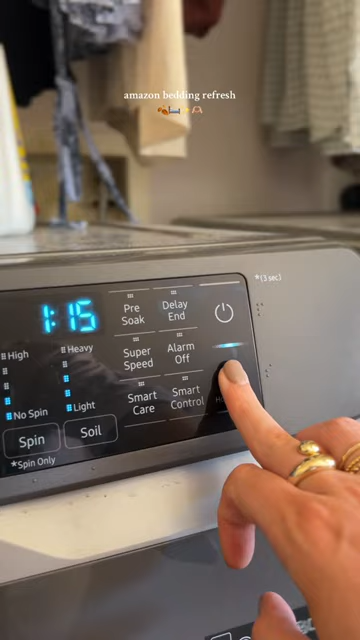 amazon bedding refresh
*(3 sec)
1:15
Pre
Soak
Delay
End
High
Heavy
Super
Speed
Alarm
Off
No Spin
Light
Smart
Care
Smart
Control
Spin
Soil
*Spin Only